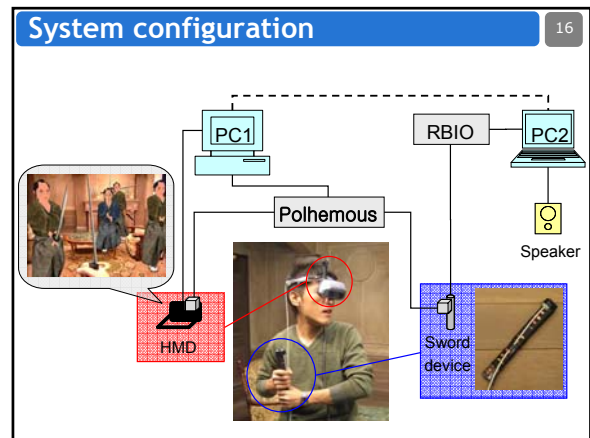 System configuration
16
PC1
RBIO
PC2
Polhemous
Speaker
HMD
Sword
device